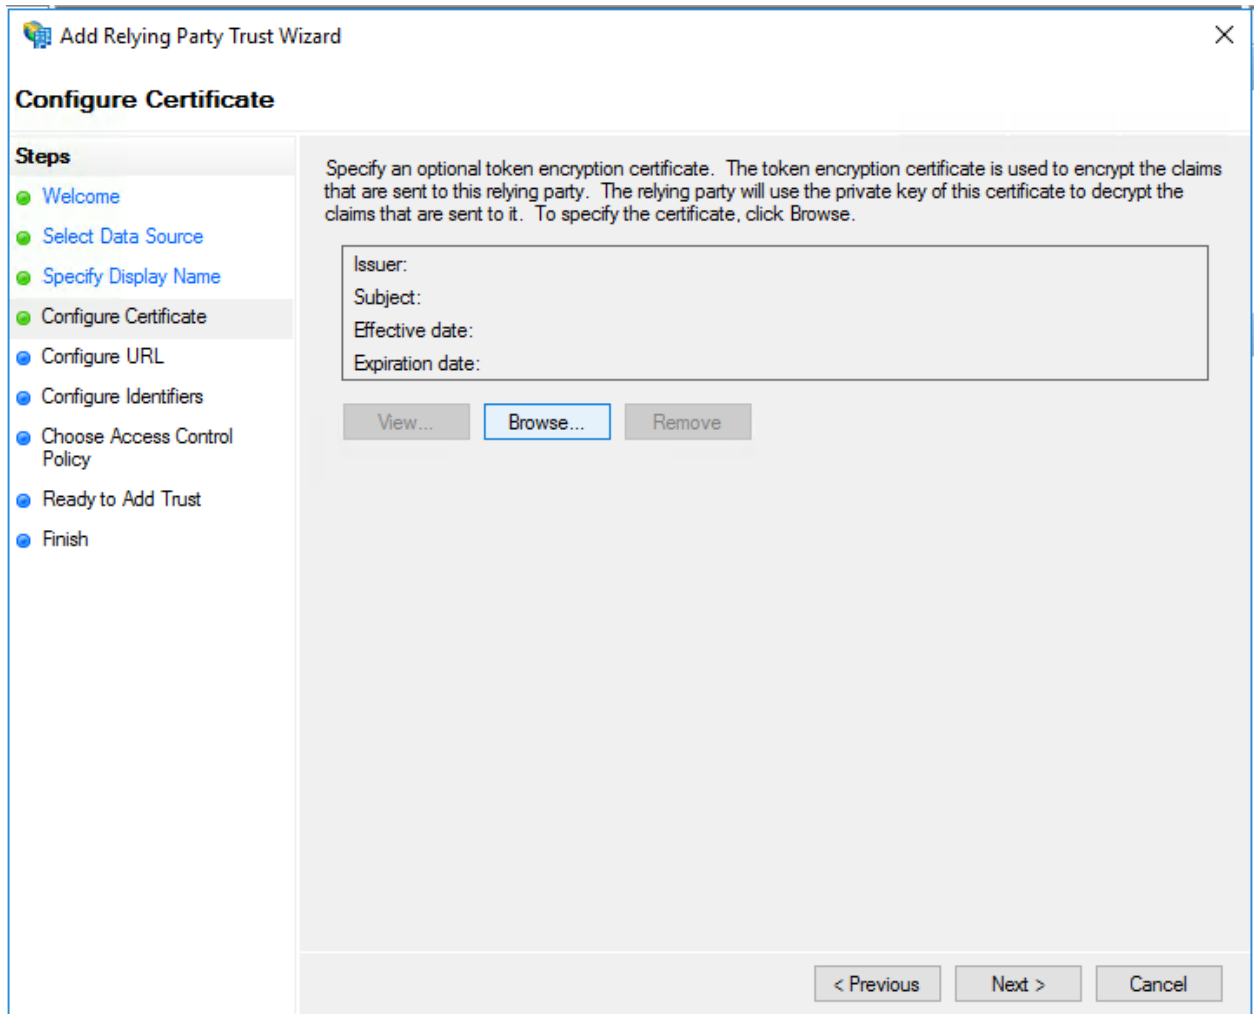 Add Relying Party Trust Wizard
Configure Certificate
Steps
Welcome
Select Data Source
Specify Display Name
Configure Certificate
Configure URL
Configure Identifiers
Choose Access Control
Policy
Ready to Add Trust
Finish
Specify an optional token encryption certificate.  The token encryption certificate is used to encrypt the claims
that are sent to this relying party.  The relying party will use the private key of this certificate to decrypt the
claims that are sent to it.  To specify the certificate, click Browse.
Issuer:
Subject:
Effective date:
Expiration date:
View... Browse... Remove
< Previous Next > Cancel